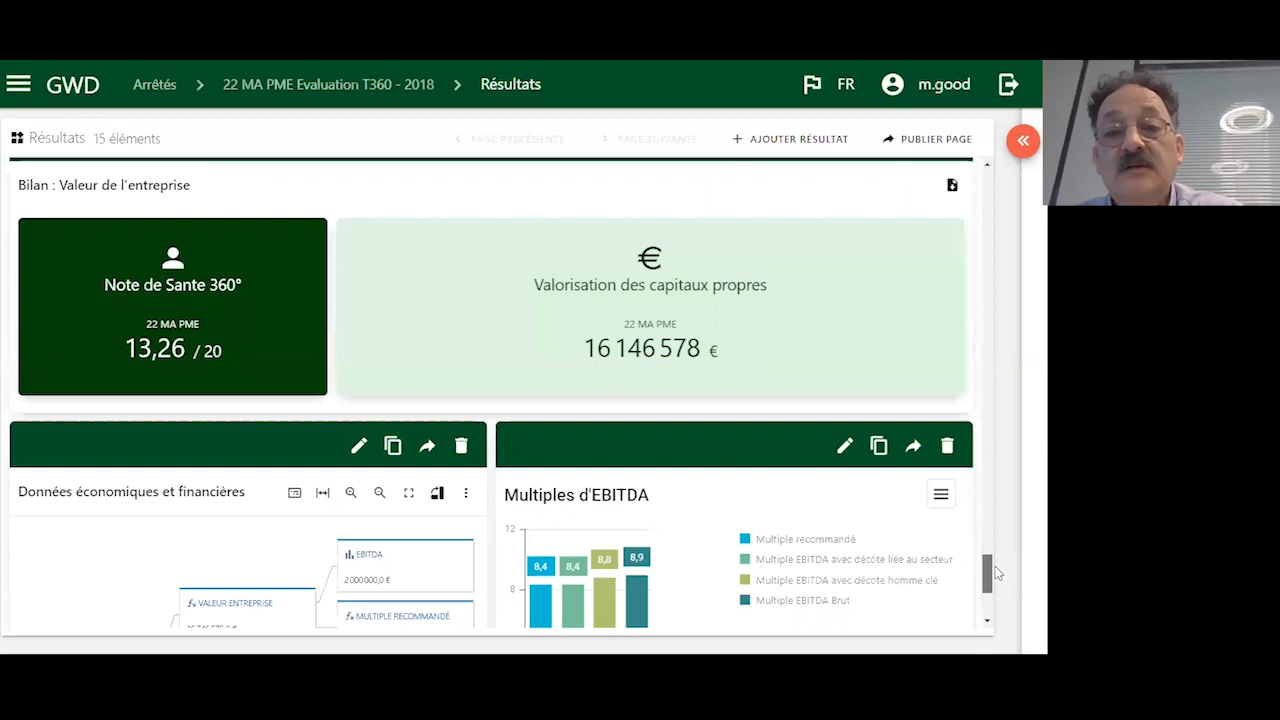 GWD Arrêtés 22 MA PME Evaluation T360 - 2018 Résultats FR m.good
Résultats 15 éléments PAGE PRÉCÉDENTE PAGE SUIVANTE + AJOUTER RÉSULTAT PUBLIER PAGE
Bilan : Valeur de l'entreprise
Note de Sante 360°
22 MA PME
13,26 / 20
€
Valorisation des capitaux propres
22 MA PME
16 146 578 €
Données économiques et financières
EBITDA
2 000 000,0 €
fx VALEUR ENTREPRISE
fx MULTIPLE RECOMMANDÉ
Multiples d'EBITDA
12
8
8,4 8,4 8,8 8,9
Multiple recommandé
Multiple EBITDA avec décôte liée au secteur
Multiple EBITDA avec décote homme clé
Multiple EBITDA Brut